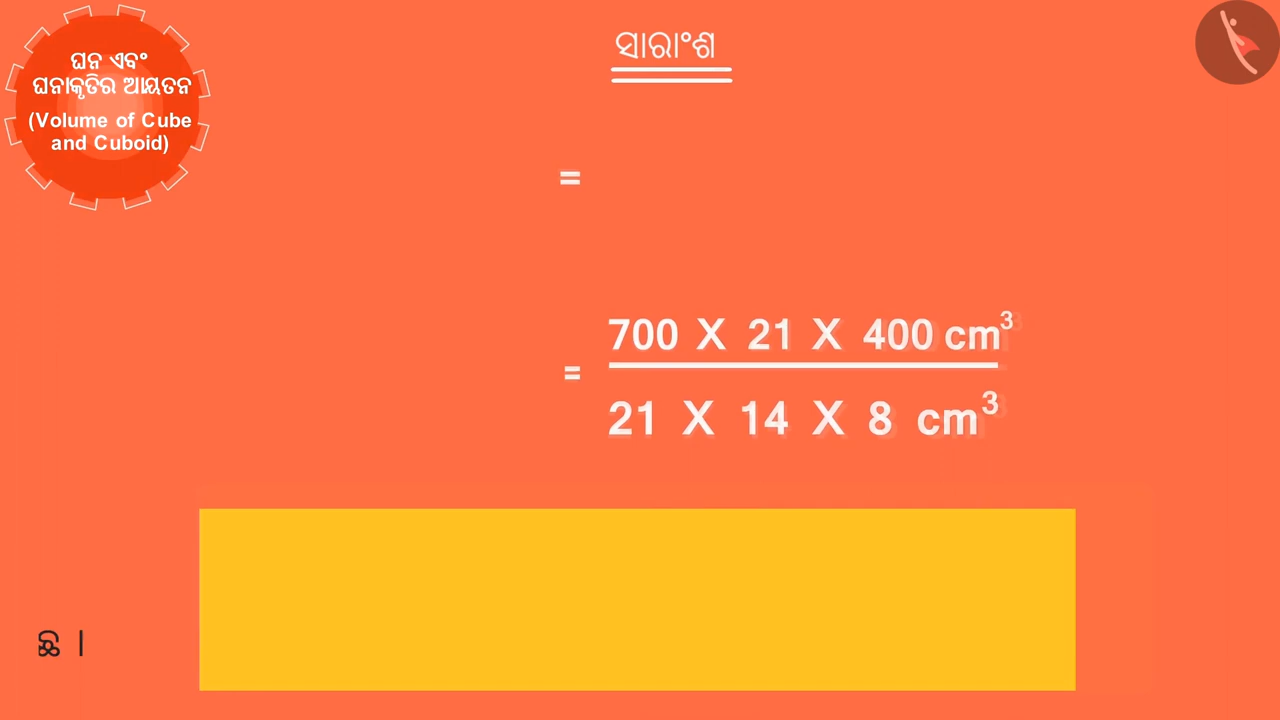 ସାରାଂଶ
ଘନ ଏବଂ
ଘନାକୃତିର ଆୟତନ
(Volume of Cube
and Cuboid)
=
= 700 X 21 X 400 cm³
21 X 14 X 8 cm³
ଛ |